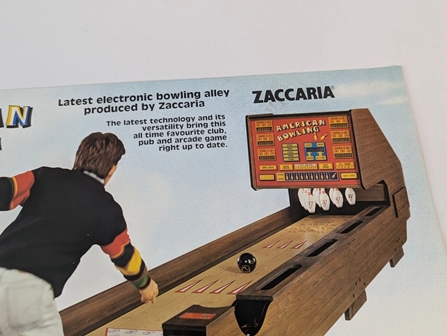 AN
Latest electronic bowling alley
produced by Zaccaria
The latest technology and its
versatility bring this
all time favourite club,
pub and arcade game
right up to date.
ZACCARIA
AMERICAN
BOWLING